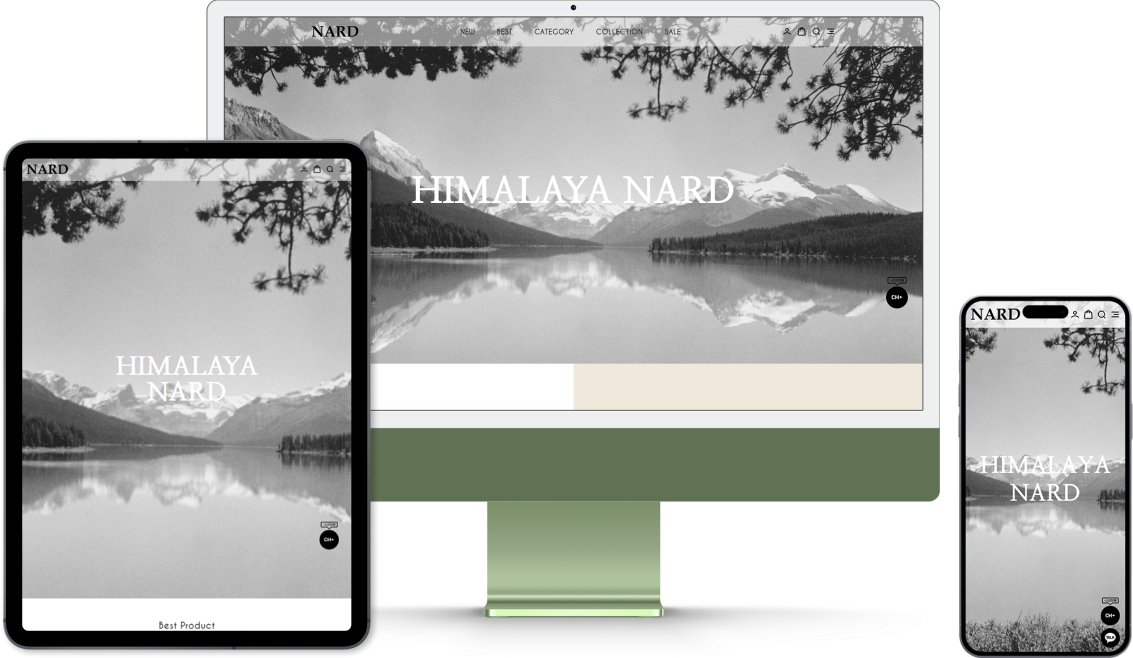 NARD
NEW BEST CATEGORY COLLECTION SALE
HIMALAYA NARD
CH+
NARD
HIMALAYA
NARD
CH+
Best Product
NARD
HIMALAYA
NARD
CH+
TALK